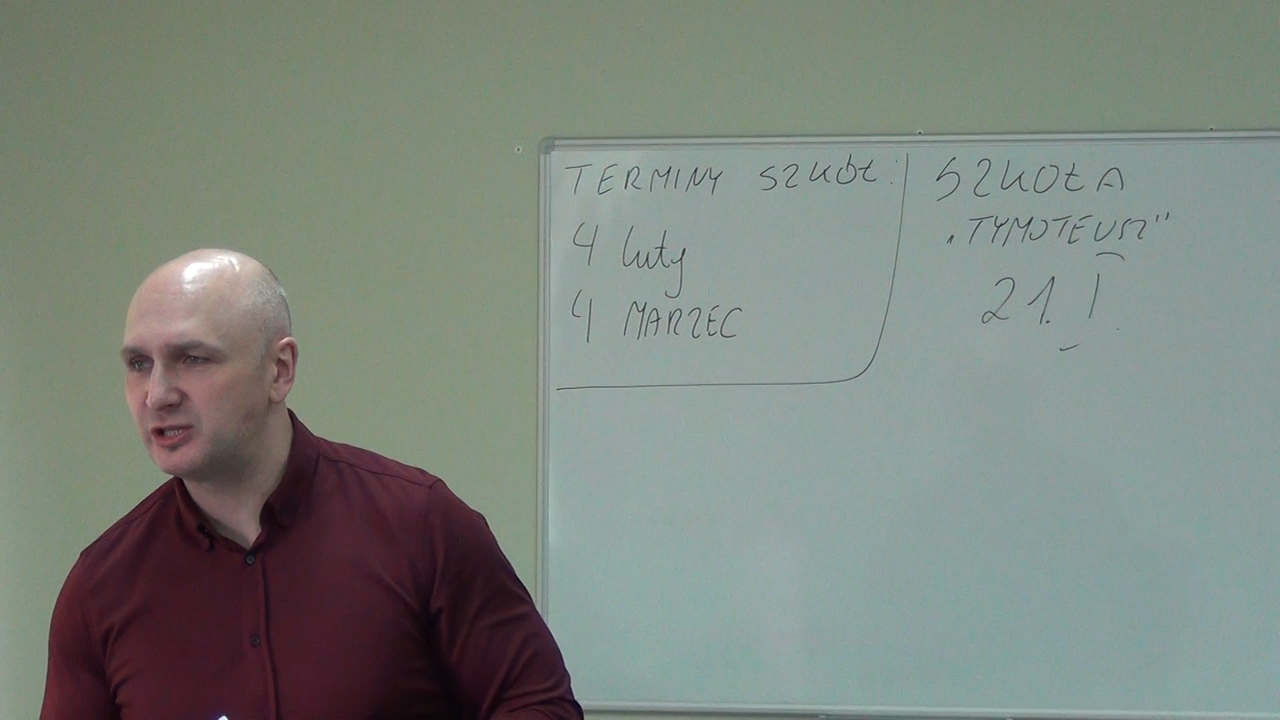 TERMINY SZKÓŁ:
4 luty
4 MARZEC
SZKOŁA
„TYMOTEUSZ”
21. I